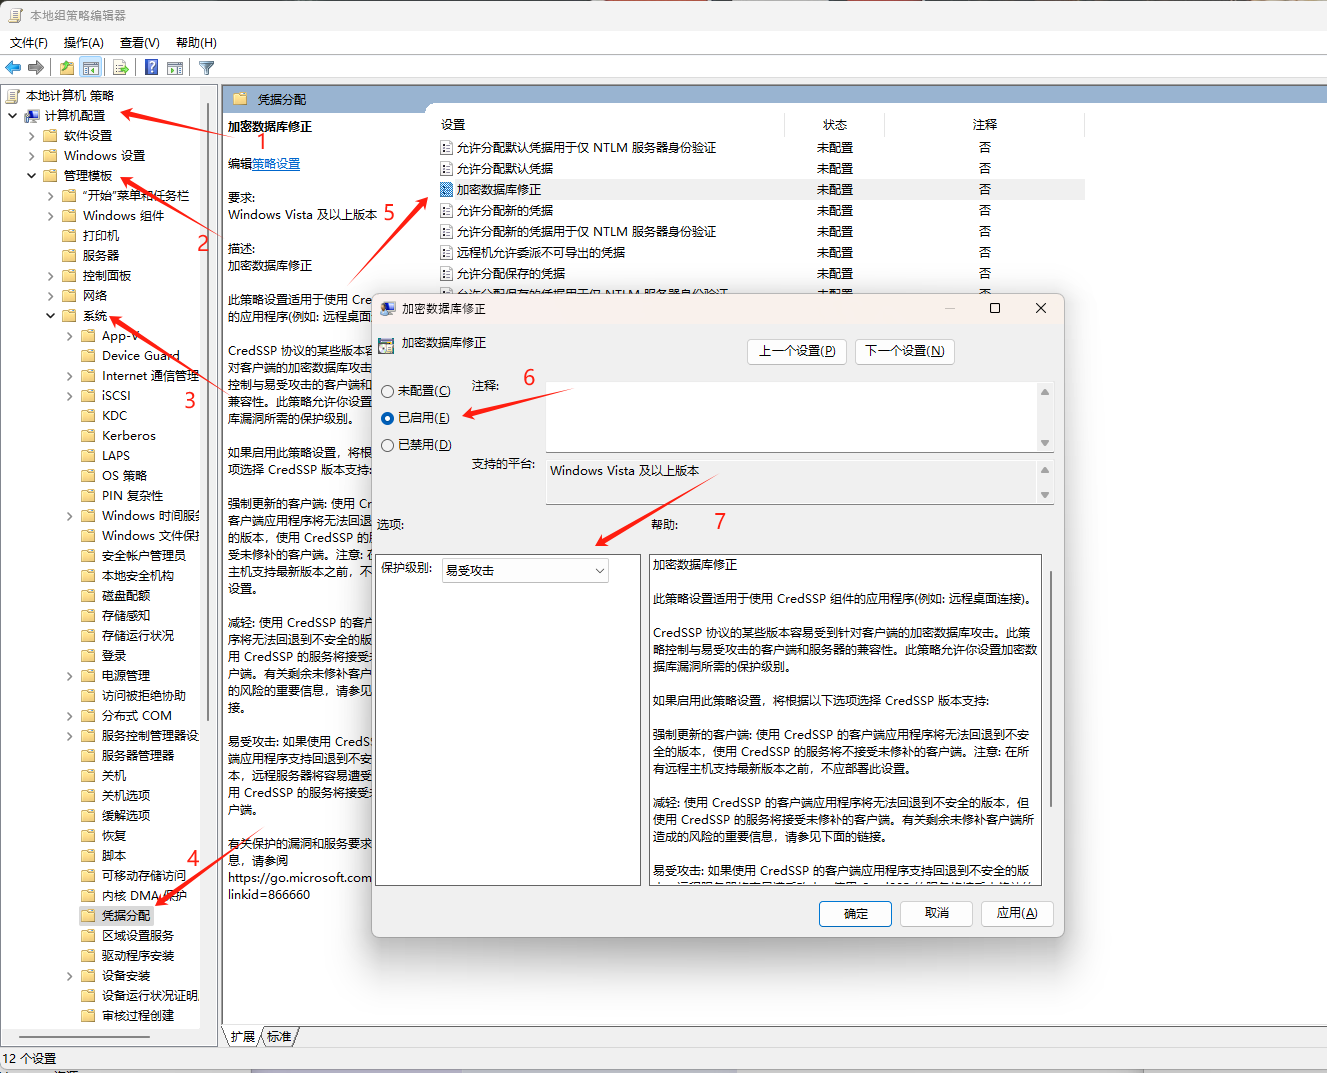 本地组策略编辑器
文件(F) 操作(A) 查看(V) 帮助(H)
本地计算机 策略
计算机配置
软件设置
Windows 设置
管理模板
"开始"菜单和任务栏
Windows 组件
打印机
服务器
控制面板
网络
系统
App-V
Device Guard
Internet 通信管理
iSCSI
KDC
Kerberos
LAPS
OS 策略
PIN 复杂性
Windows 时间服务
Windows 文件保护
安全帐户管理员
本地安全机构
磁盘配额
存储感知
存储运行状况
登录
电源管理
访问被拒绝协助
分布式 COM
服务控制管理器设
服务器管理器
关机
关机选项
缓解选项
恢复
脚本
可移动存储访问
内核 DMA 保护
凭据分配
区域设置服务
驱动程序安装
设备安装
设备运行状况证明
审核过程创建
1
2
3
4
凭据分配
加密数据库修正
编辑策略设置
要求:
Windows Vista 及以上版本
描述:
加密数据库修正
此策略设置适用于使用 Cre
的应用程序(例如: 远程桌面
CredSSP 协议的某些版本容
对客户端的加密数据库攻击
控制与易受攻击的客户端和
兼容性。此策略允许你设置
库漏洞所需的保护级别。
如果启用此策略设置，将根
项选择 CredSSP 版本支持:
强制更新的客户端: 使用 Cr
客户端应用程序将无法回退
的版本，使用 CredSSP 的
受未修补的客户端。注意: 在
主机支持最新版本之前，不
设置。
减轻: 使用 CredSSP 的客户
序将无法回退到不安全的版
用 CredSSP 的服务将接受未
户端。有关剩余未修补客户
的风险的重要信息，请参见
接。
易受攻击: 如果使用 CredS
端应用程序支持回退到不安
本，远程服务器将容易遭受
用 CredSSP 的服务将接受未
户端。
有关保护的漏洞和服务要求
息，请参阅
https://go.microsoft.com
linkid=866660
5
设置 状态 注释
允许分配默认凭据用于仅 NTLM 服务器身份验证 未配置 否
允许分配默认凭据 未配置 否
加密数据库修正 未配置 否
允许分配新的凭据 未配置 否
允许分配新的凭据用于仅 NTLM 服务器身份验证 未配置 否
远程机允许委派不可导出的凭据 未配置 否
允许分配保存的凭据 未配置 否
允许分配保存的凭据用于仅 NTLM 服务器身份验证 未配置 否
加密数据库修正
加密数据库修正
上一个设置(P) 下一个设置(N)
未配置(C) 注释:
6
已启用(E)
已禁用(D)
支持的平台: Windows Vista 及以上版本
选项: 帮助:
7
保护级别: 易受攻击
加密数据库修正
此策略设置适用于使用 CredSSP 组件的应用程序(例如: 远程桌面连接)。
CredSSP 协议的某些版本容易受到针对客户端的加密数据库攻击。此策
略控制与易受攻击的客户端和服务器的兼容性。此策略允许你设置加密数
据库漏洞所需的保护级别。
如果启用此策略设置，将根据以下选项选择 CredSSP 版本支持:
强制更新的客户端: 使用 CredSSP 的客户端应用程序将无法回退到不安
全的版本，使用 CredSSP 的服务将不接受未修补的客户端。注意: 在所
有远程主机支持最新版本之前，不应部署此设置。
减轻: 使用 CredSSP 的客户端应用程序将无法回退到不安全的版本，但
使用 CredSSP 的服务将接受未修补的客户端。有关剩余未修补客户端所
造成的风险的重要信息，请参见下面的链接。
易受攻击: 如果使用 CredSSP 的客户端应用程序支持回退到不安全的版
确定 取消 应用(A)
扩展 标准
12 个设置